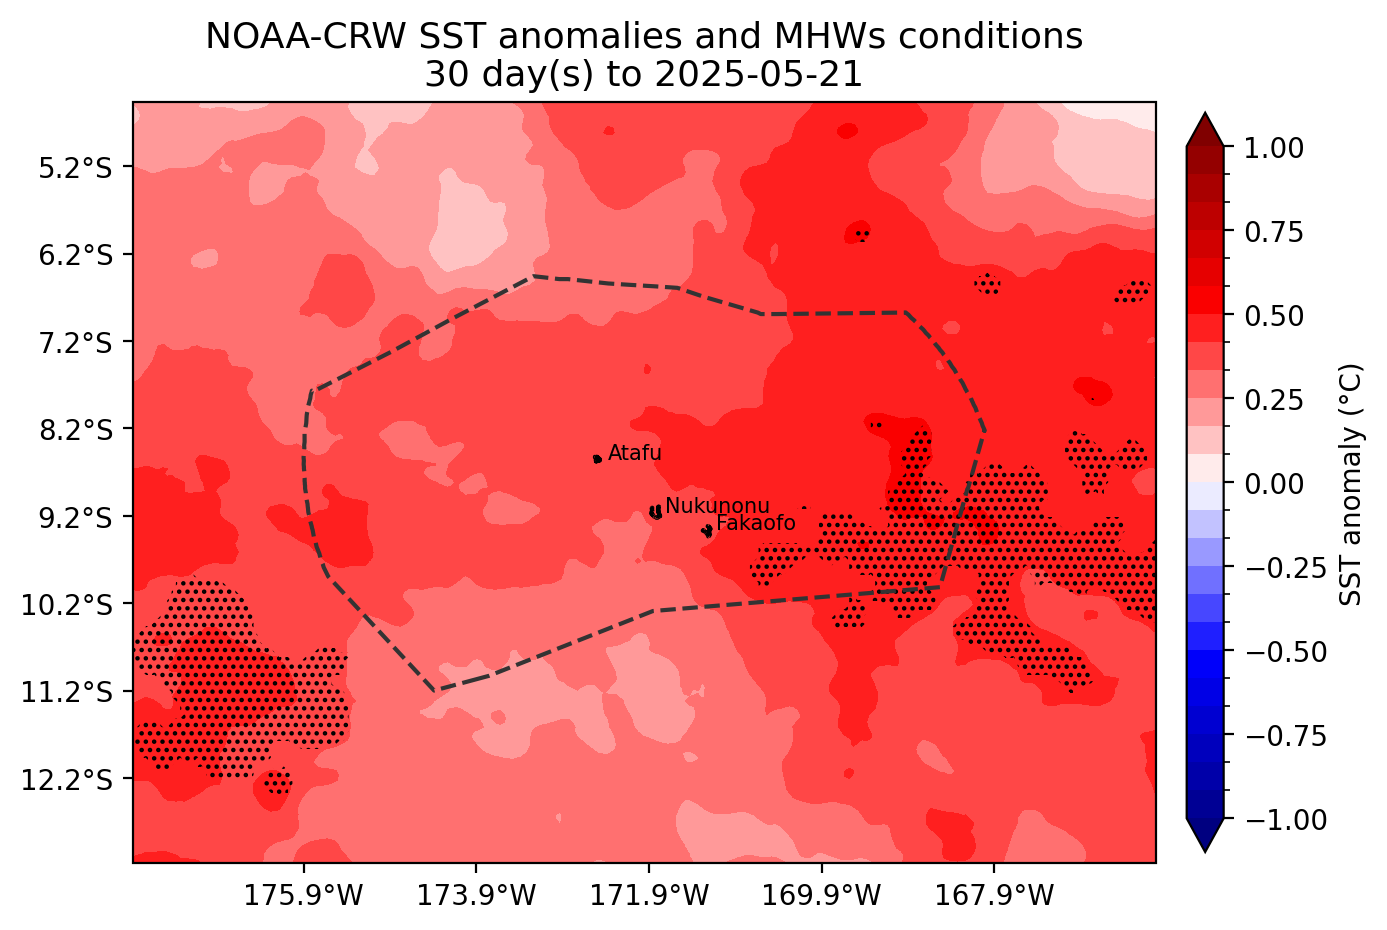 NOAA-CRW SST anomalies and MHWs conditions
30 day(s) to 2025-05-21
5.2°S
6.2°S
7.2°S
8.2°S
9.2°S
10.2°S
11.2°S
12.2°S
Atafu
Nukunonu
Fakaofo
175.9°W
173.9°W
171.9°W
169.9°W
167.9°W
1.00
0.75
0.50
0.25
0.00
−0.25
−0.50
−0.75
−1.00
SST anomaly (°C)